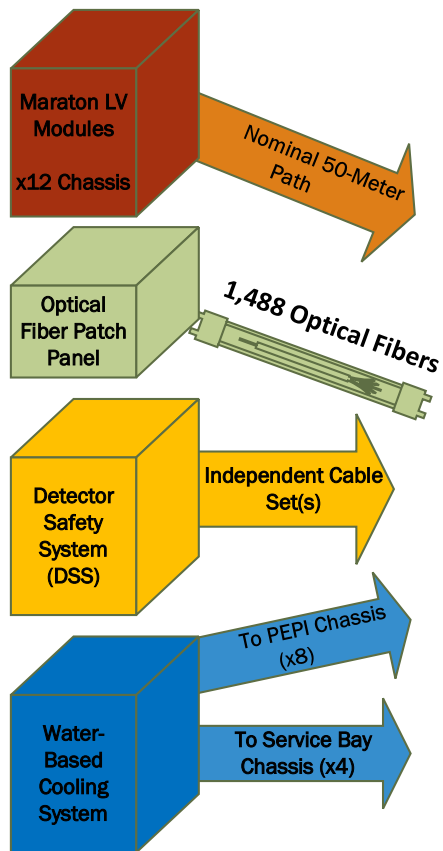 Maraton LV
Modules
x12 Chassis
Nominal 50-Meter
Path
Optical
Fiber Patch
Panel
1,488 Optical Fibers
Detector
Safety
System
(DSS)
Independent Cable
Set(s)
Water-
Based
Cooling
System
To PEPI Chassis
(x8)
To Service Bay
Chassis (x4)